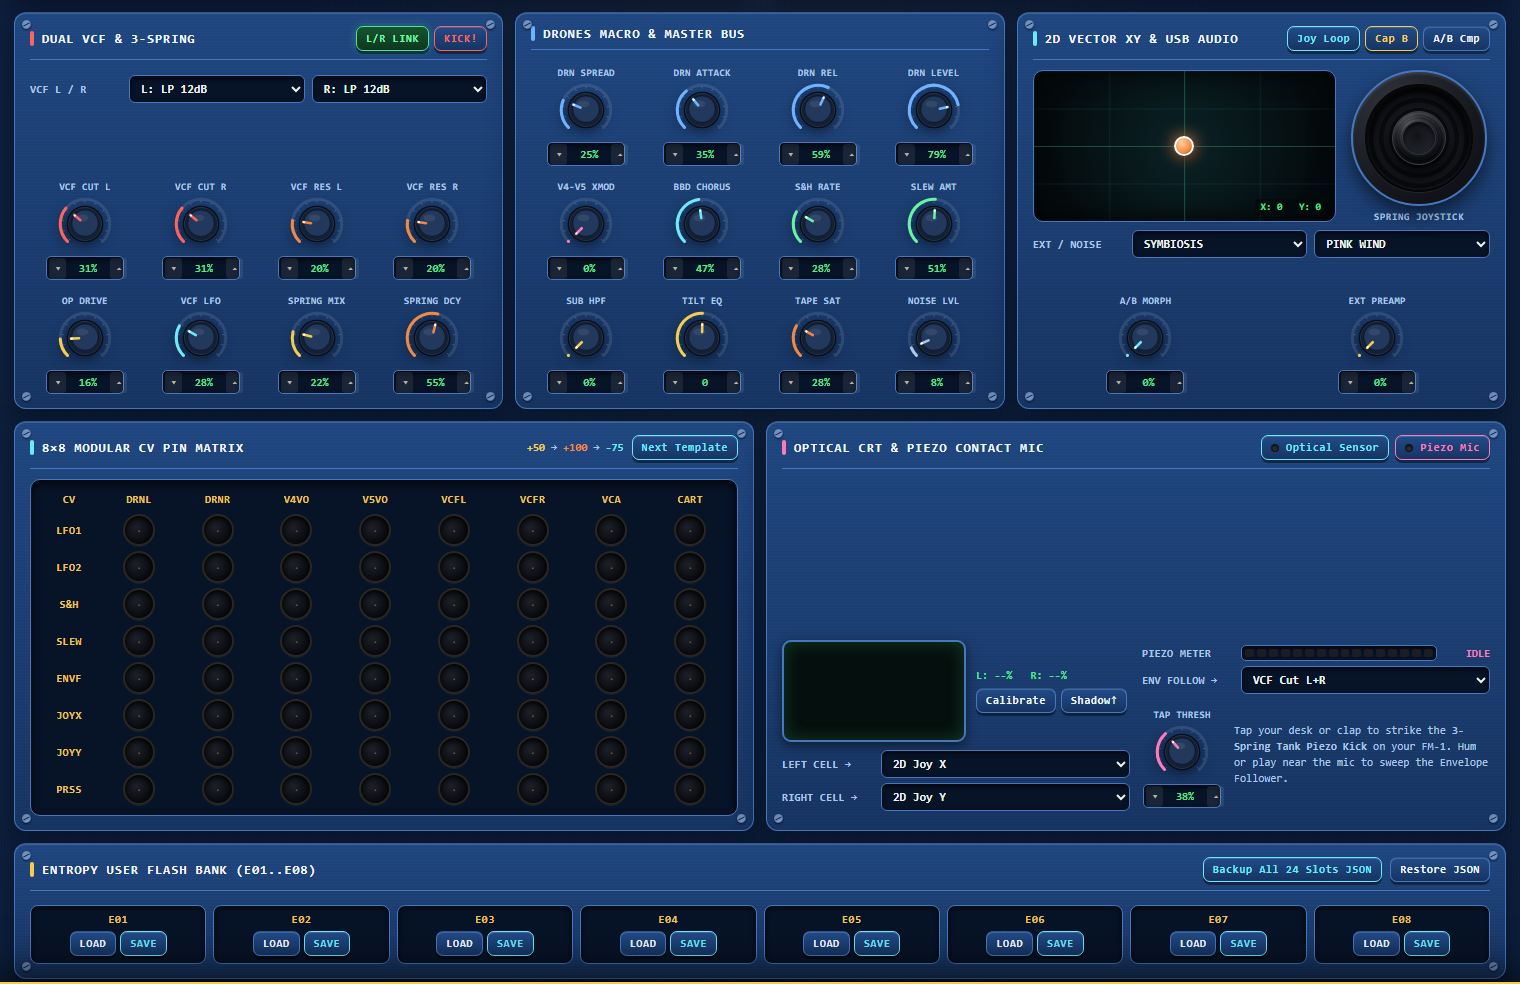 DUAL VCF & 3-SPRING
L/R LINK
KICK!
VCF L / R
L: LP 12dB
R: LP 12dB
VCF CUT L
VCF CUT R
VCF RES L
VCF RES R
31%
31%
20%
20%
OP DRIVE
VCF LFO
SPRING MIX
SPRING DCY
16%
28%
22%
55%
DRONES MACRO & MASTER BUS
DRN SPREAD
DRN ATTACK
DRN REL
DRN LEVEL
25%
35%
59%
79%
V4-V5 XMOD
BBD CHORUS
S&H RATE
SLEW AMT
0%
47%
28%
51%
SUB HPF
TILT EQ
TAPE SAT
NOISE LVL
0%
0
28%
8%
2D VECTOR XY & USB AUDIO
Joy Loop
Cap B
A/B Cmp
X: 0 Y: 0
SPRING JOYSTICK
EXT / NOISE
SYMBIOSIS
PINK WIND
A/B MORPH
EXT PREAMP
0%
0%
8×8 MODULAR CV PIN MATRIX
+50 → +100 → -75
Next Template
CV DRNL DRNR V4VO V5VO VCFL VCFR VCA CART
LFO1
LFO2
S&H
SLEW
ENVF
JOYX
JOYY
PRSS
OPTICAL CRT & PIEZO CONTACT MIC
Optical Sensor
Piezo Mic
L: --% R: --%
Calibrate
Shadow↑
LEFT CELL →
2D Joy X
RIGHT CELL →
2D Joy Y
PIEZO METER
IDLE
ENV FOLLOW →
VCF Cut L+R
TAP THRESH
38%
Tap your desk or clap to strike the 3-
Spring Tank Piezo Kick on your FM-1. Hum
or play near the mic to sweep the Envelope
Follower.
ENTROPY USER FLASH BANK (E01..E08)
Backup All 24 Slots JSON
Restore JSON
E01
LOAD SAVE
E02
LOAD SAVE
E03
LOAD SAVE
E04
LOAD SAVE
E05
LOAD SAVE
E06
LOAD SAVE
E07
LOAD SAVE
E08
LOAD SAVE